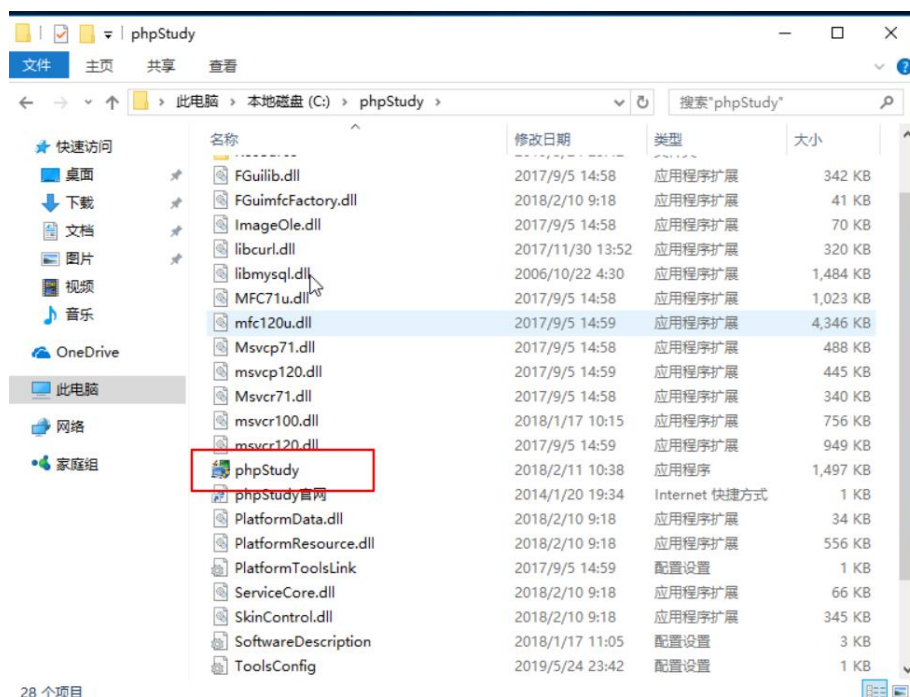 phpStudy
文件 主页 共享 查看
此电脑 › 本地磁盘 (C:) › phpStudy ›
搜索"phpStudy"
名称 修改日期 类型 大小
快速访问
桌面
下载
文档
图片
视频
音乐
OneDrive
此电脑
网络
家庭组
FGuilib.dll 2017/9/5 14:58 应用程序扩展 342 KB
FGuimfcFactory.dll 2018/2/10 9:18 应用程序扩展 41 KB
ImageOle.dll 2017/9/5 14:58 应用程序扩展 70 KB
libcurl.dll 2017/11/30 13:52 应用程序扩展 320 KB
libmysql.dll 2006/10/22 4:30 应用程序扩展 1,484 KB
MFC71u.dll 2017/9/5 14:58 应用程序扩展 1,023 KB
mfc120u.dll 2017/9/5 14:59 应用程序扩展 4,346 KB
Msvcp71.dll 2017/9/5 14:58 应用程序扩展 488 KB
msvcp120.dll 2017/9/5 14:59 应用程序扩展 445 KB
Msvcr71.dll 2017/9/5 14:58 应用程序扩展 340 KB
msvcr100.dll 2018/1/17 10:15 应用程序扩展 756 KB
msvcr120.dll 2017/9/5 14:59 应用程序扩展 949 KB
phpStudy 2018/2/11 10:38 应用程序 1,497 KB
phpStudy官网 2014/1/20 19:34 Internet 快捷方式 1 KB
PlatformData.dll 2018/2/10 9:18 应用程序扩展 34 KB
PlatformResource.dll 2018/2/10 9:18 应用程序扩展 556 KB
PlatformToolsLink 2017/9/5 14:59 配置设置 1 KB
ServiceCore.dll 2018/2/10 9:18 应用程序扩展 66 KB
SkinControl.dll 2018/2/10 9:18 应用程序扩展 345 KB
SoftwareDescription 2018/1/17 11:05 配置设置 3 KB
ToolsConfig 2019/5/24 23:42 配置设置 1 KB
28 个项目